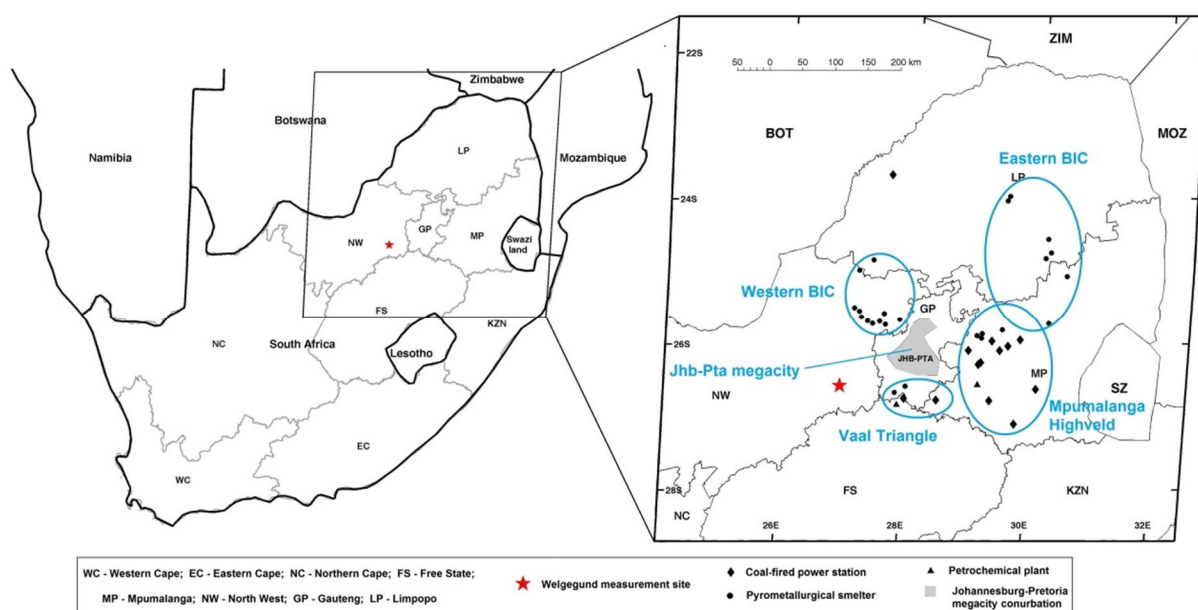 Zimbabwe
Botswana
Namibia
Mozambique
LP
NW
GP
MP
Swazi
land
FS
KZN
NC
South Africa
Lesotho
EC
WC
22S
ZIM
50 0 50 100 150 200 km
BOT
MOZ
Eastern BIC
LP
24S
Western BIC
GP
26S
JHB-PTA
Jhb-Pta megacity
MP
SZ
NW
Mpumalanga
Highveld
Vaal Triangle
28S
FS
KZN
NC
26E 28E 30E 32E
WC - Western Cape; EC - Eastern Cape; NC - Northern Cape; FS - Free State;
MP - Mpumalanga; NW - North West; GP - Gauteng; LP - Limpopo
Welgegund measurement site
Coal-fired power station
Pyrometallurgical smelter
Petrochemical plant
Johannesburg-Pretoria
megacity conurbation